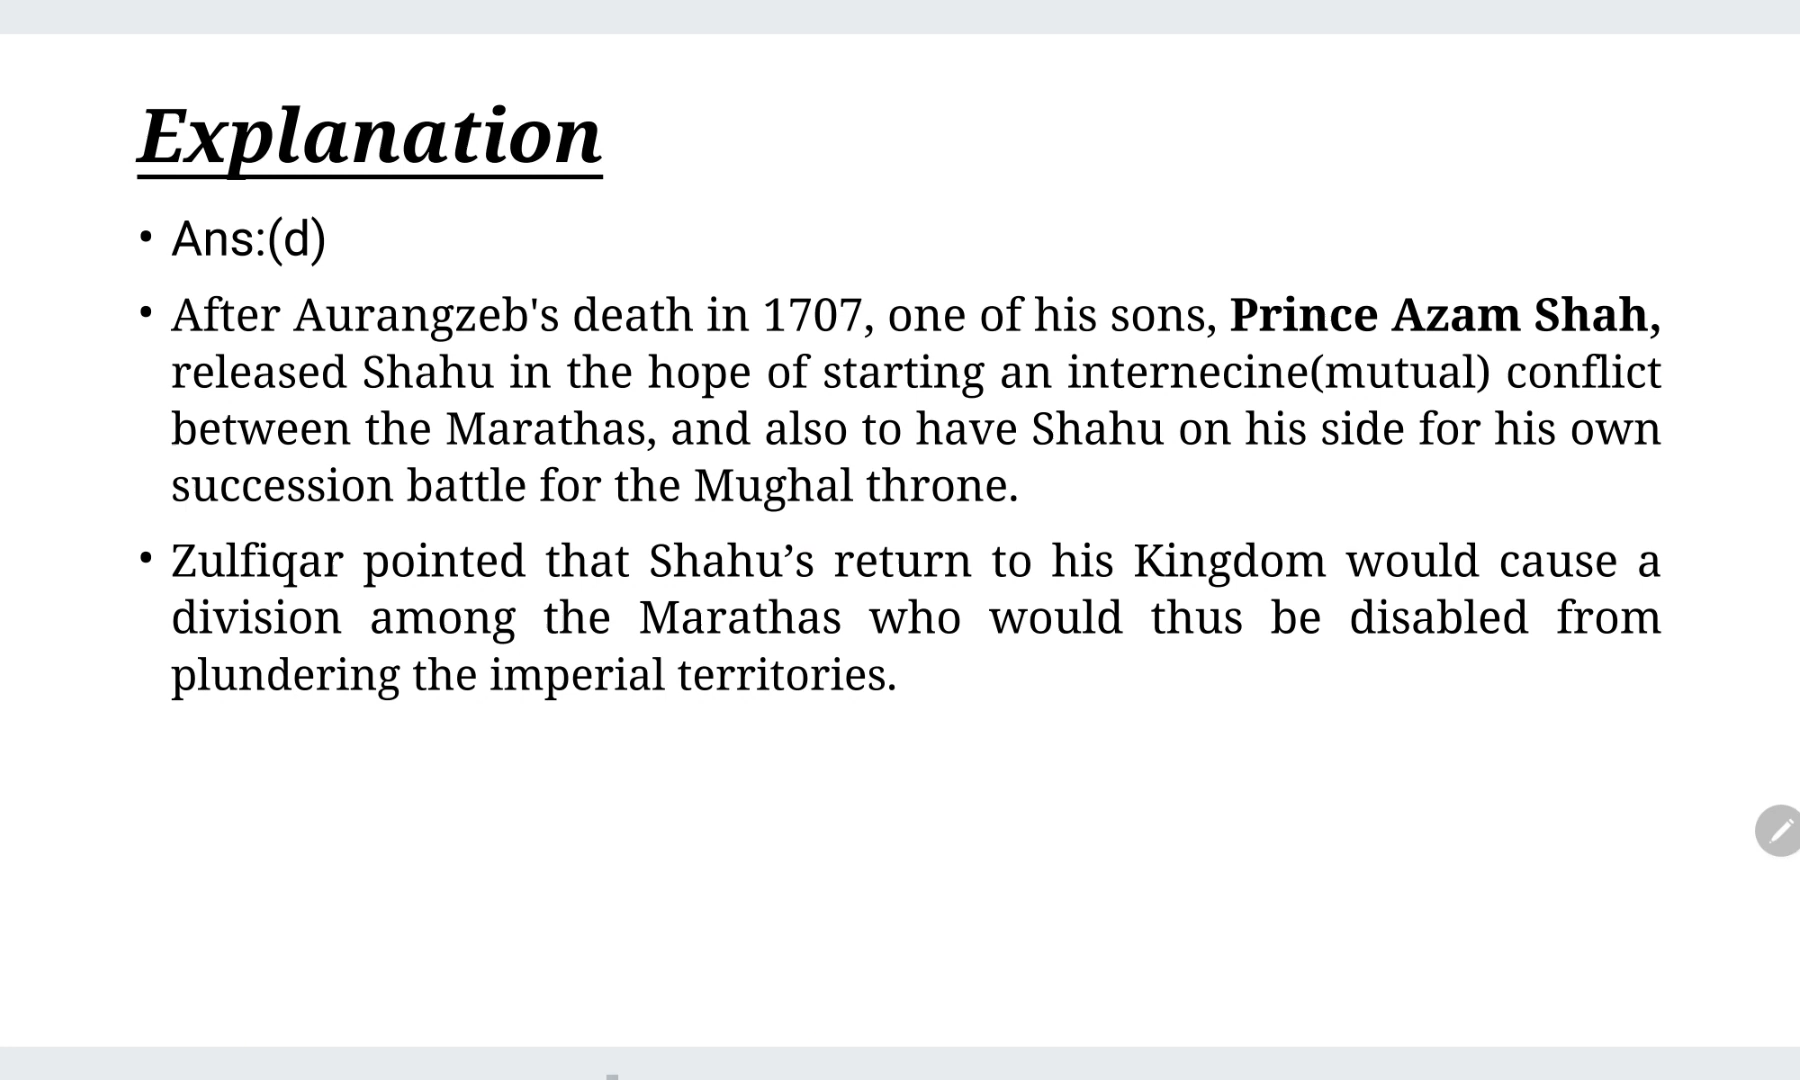 Explanation
• Ans:(d)
• After Aurangzeb's death in 1707, one of his sons, Prince Azam Shah,
released Shahu in the hope of starting an internecine(mutual) conflict
between the Marathas, and also to have Shahu on his side for his own
succession battle for the Mughal throne.
• Zulfiqar pointed that Shahu’s return to his Kingdom would cause a
division among the Marathas who would thus be disabled from
plundering the imperial territories.